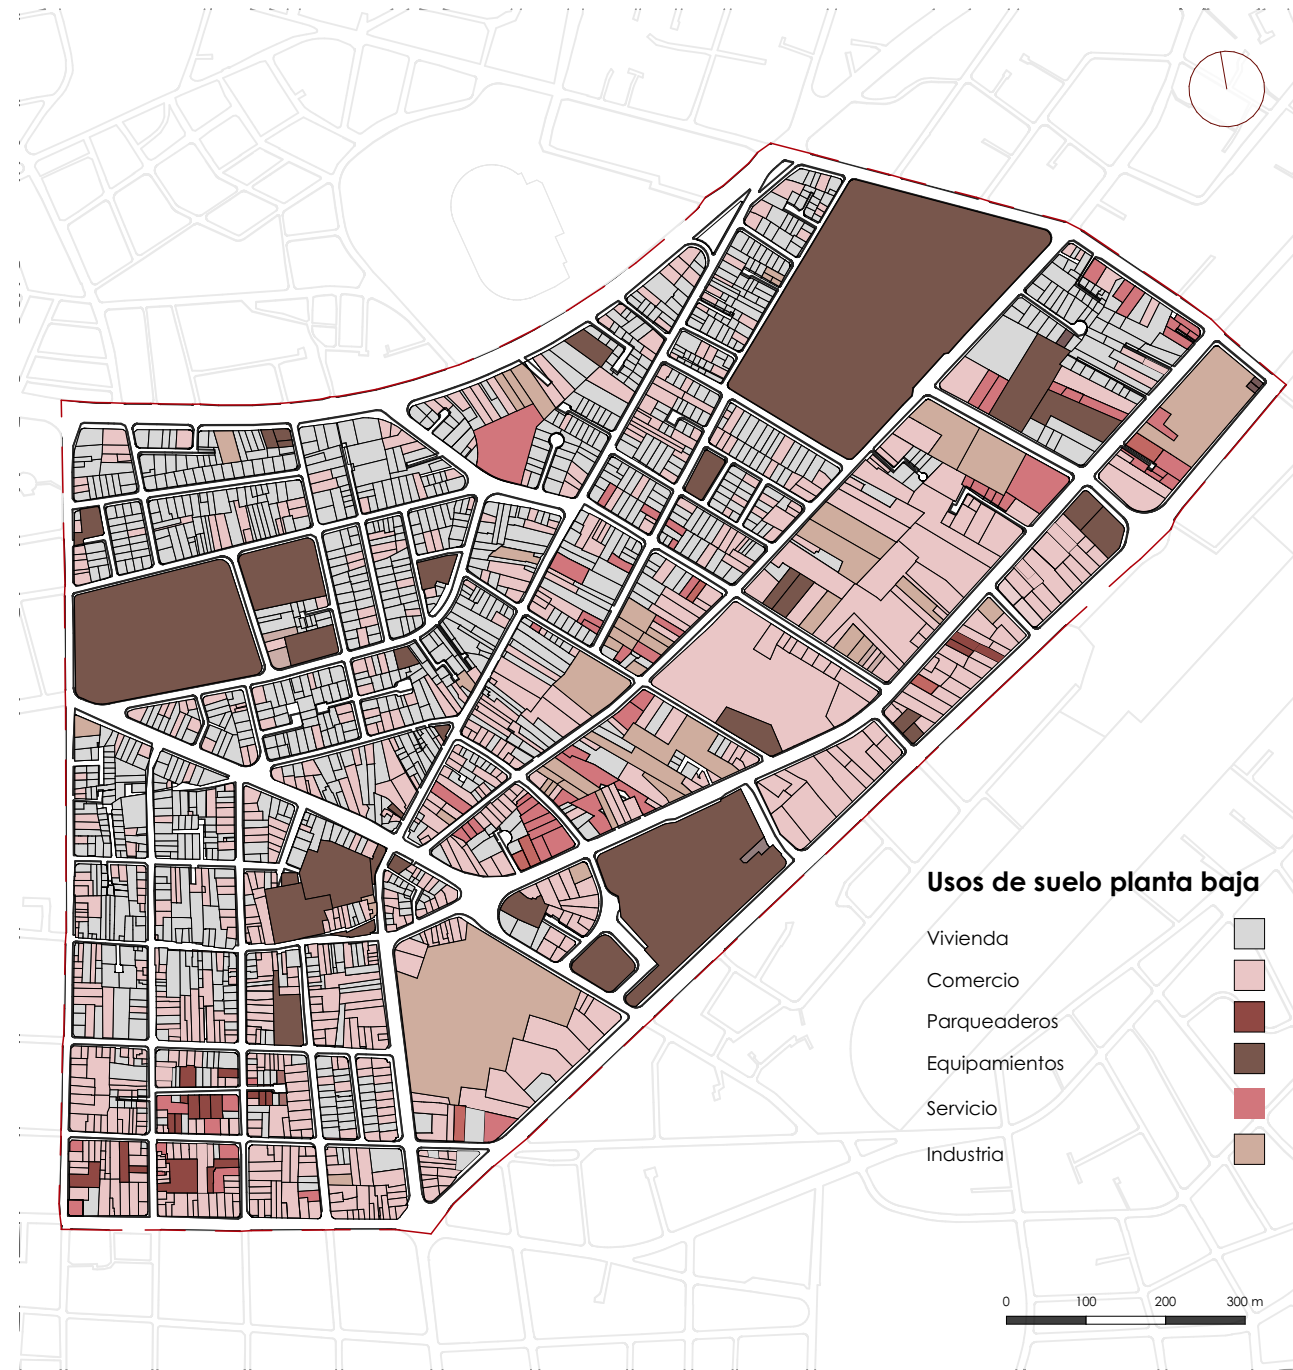 Usos de suelo planta baja
Vivienda
Comercio
Parqueaderos
Equipamientos
Servicio
Industria
0 100 200 300 m